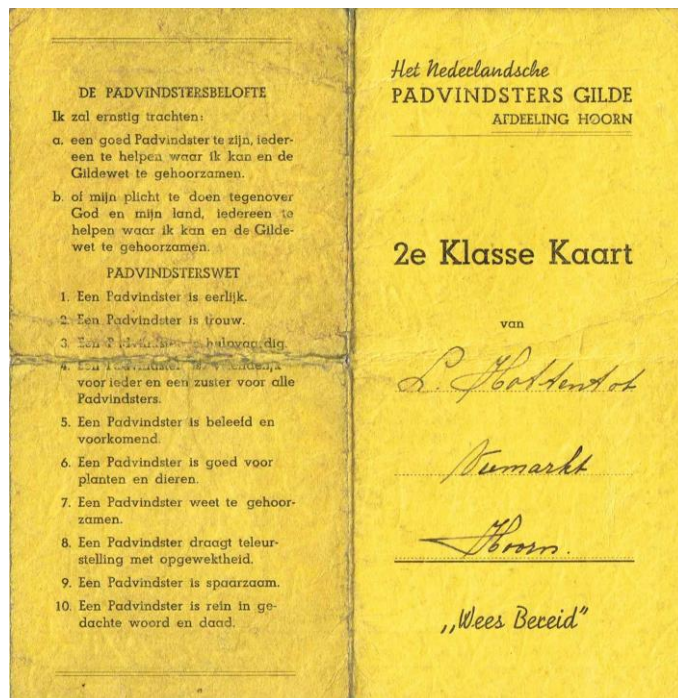 DE PADVINDSTERSBELOFTE
Ik zal ernstig trachten:
a. een goed Padvindster te zijn, ieder-
een te helpen waar ik kan en de
Gildewet te gehoorzamen.
b. of mijn plicht te doen tegenover
God en mijn land, iedereen te
helpen waar ik kan en de Gilde-
wet te gehoorzamen.
PADVINDSTERSWET
1. Een Padvindster is eerlijk.
2. Een Padvindster is trouw.
3. Een Padvindster is hulpvaardig.
4. Een Padvindster is vriendelijk
voor ieder en een zuster voor alle
Padvindsters.
5. Een Padvindster is beleefd en
voorkomend.
6. Een Padvindster is goed voor
planten en dieren.
7. Een Padvindster weet te gehoor-
zamen.
8. Een Padvindster draagt teleur-
stelling met opgewektheid.
9. Een Padvindster is spaarzaam.
10. Een Padvindster is rein in ge-
dachte woord en daad.
Het Nederlandsche
PADVINDSTERS GILDE
AFDEELING HOORN
2e Klasse Kaart
van
L. Hottentot
Veemarkt
Hoorn.
„Wees Bereid"